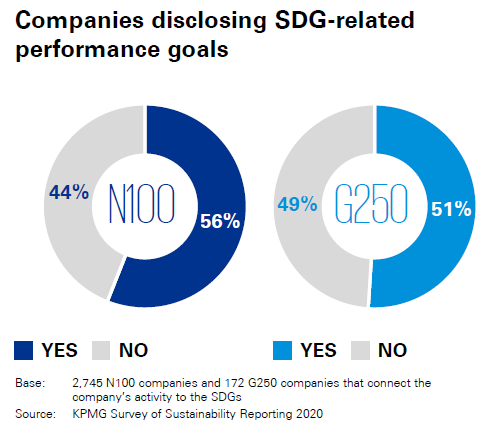 Companies disclosing SDG-related
performance goals
44%
N100
56%
49%
G250
51%
YES NO
YES NO
Base: 2,745 N100 companies and 172 G250 companies that connect the
company's activity to the SDGs
Source: KPMG Survey of Sustainability Reporting 2020